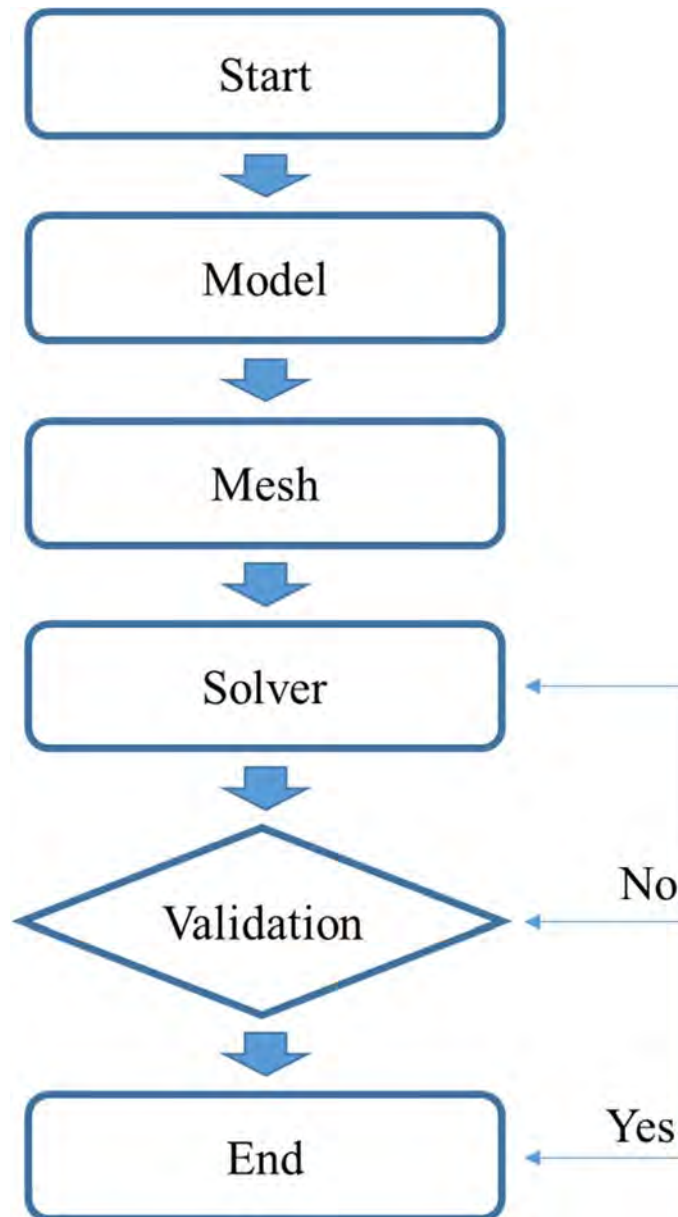 Start
Model
Mesh
Solver
Validation
No
End
Yes